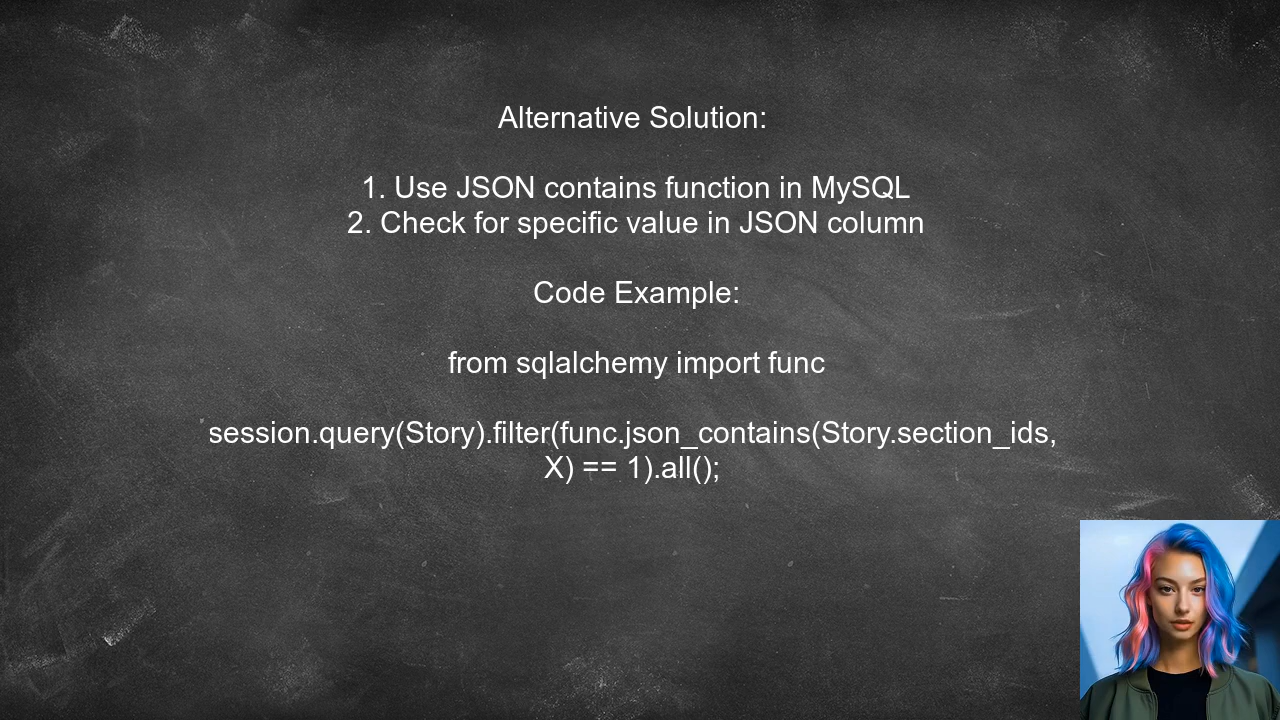 Alternative Solution:
1. Use JSON contains function in MySQL
2. Check for specific value in JSON column
Code Example:
from sqlalchemy import func
session.query(Story).filter(func.json_contains(Story.section_ids,
X) == 1).all();